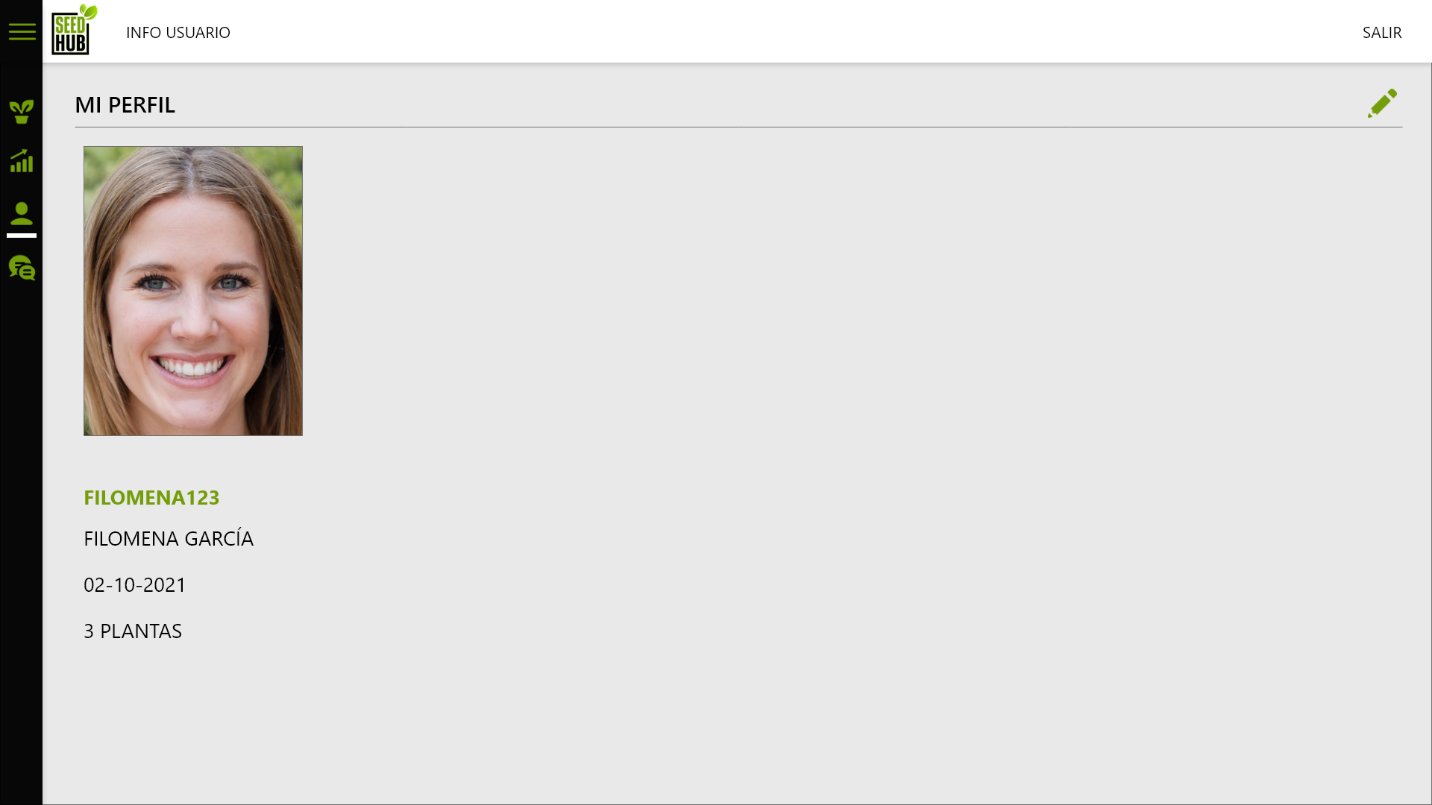 SEED
HUB
INFO USUARIO
SALIR
MI PERFIL
FILOMENA123
FILOMENA GARCÍA
02-10-2021
3 PLANTAS